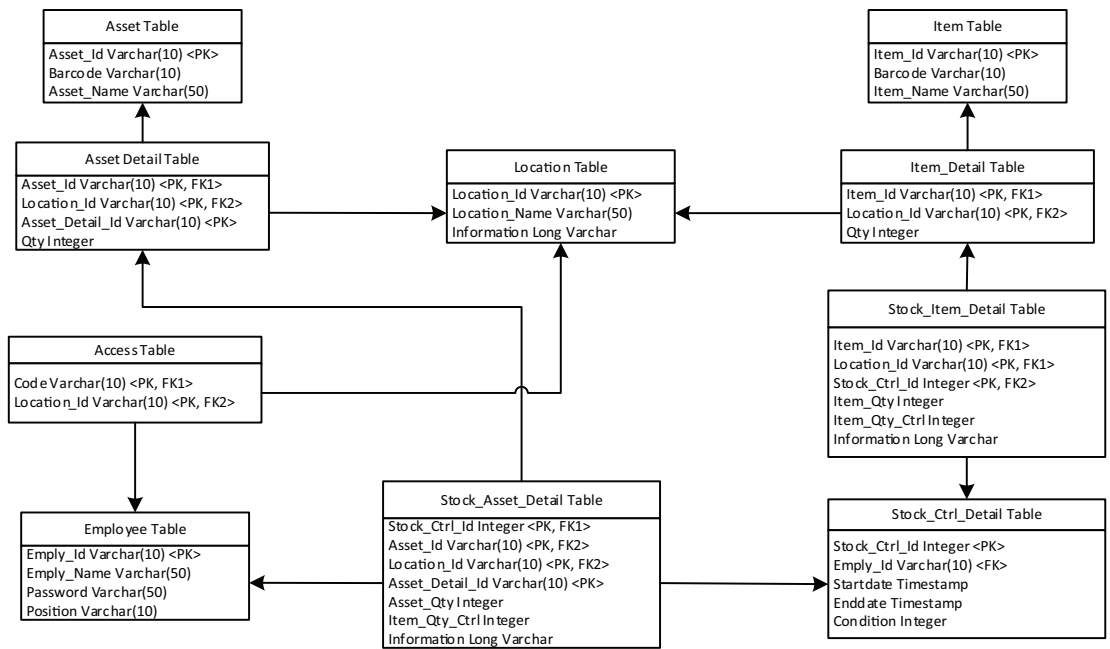 Asset Table
Asset_Id Varchar(10) <PK>
Barcode Varchar(10)
Asset_Name Varchar(50)
Item Table
Item_Id Varchar(10) <PK>
Barcode Varchar(10)
Item_Name Varchar(50)
Asset Detail Table
Asset_Id Varchar(10) <PK, FK1>
Location_Id Varchar(10) <PK, FK2>
Asset_Detail_Id Varchar(10) <PK>
Qty Integer
Location Table
Location_Id Varchar(10) <PK>
Location_Name Varchar(50)
Information Long Varchar
Item_Detail Table
Item_Id Varchar(10) <PK, FK1>
Location_Id Varchar(10) <PK, FK2>
Qty Integer
Stock_Item_Detail Table
Item_Id Varchar(10) <PK, FK1>
Location_Id Varchar(10) <PK, FK1>
Stock_Ctrl_Id Integer <PK, FK2>
Item_Qty Integer
Item_Qty_Ctrl Integer
Information Long Varchar
Access Table
Code Varchar(10) <PK, FK1>
Location_Id Varchar(10) <PK, FK2>
Employee Table
Emply_Id Varchar(10) <PK>
Emply_Name Varchar(50)
Password Varchar(50)
Position Varchar(10)
Stock_Asset_Detail Table
Stock_Ctrl_Id Integer <PK, FK1>
Asset_Id Varchar(10) <PK, FK2>
Location_Id Varchar(10) <PK, FK2>
Asset_Detail_Id Varchar(10) <PK>
Asset_Qty Integer
Item_Qty_Ctrl Integer
Information Long Varchar
Stock_Ctrl_Detail Table
Stock_Ctrl_Id Integer <PK>
Emply_Id Varchar(10) <FK>
Startdate Timestamp
Enddate Timestamp
Condition Integer